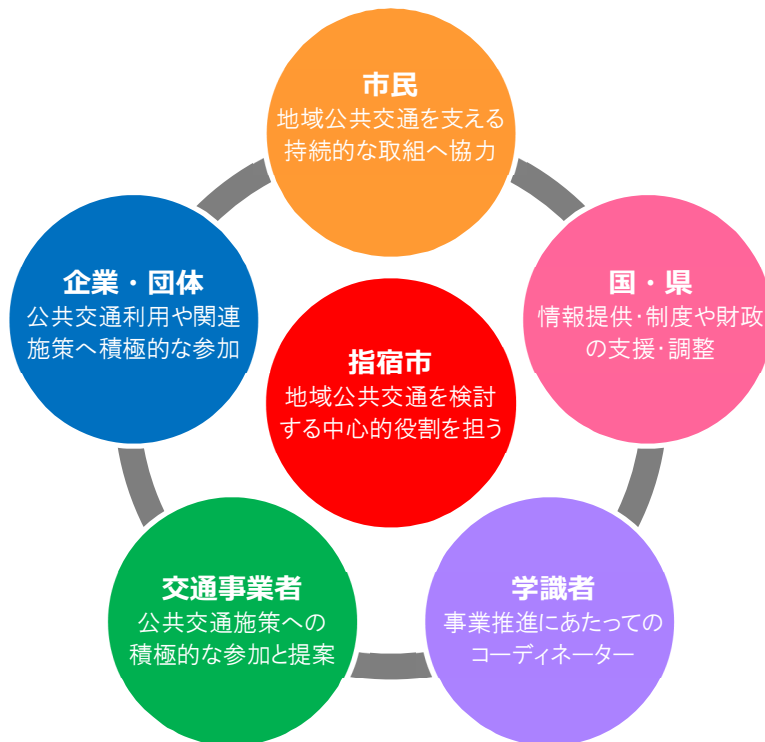 市民
地域公共交通を支える
持続的な取組へ協力
企業・団体
公共交通利用や関連
施策へ積極的な参加
国・県
情報提供・制度や財政
の支援・調整
指宿市
地域公共交通を検討
する中心的役割を担う
交通事業者
公共交通施策への
積極的な参加と提案
学識者
事業推進にあたっての
コーディネーター